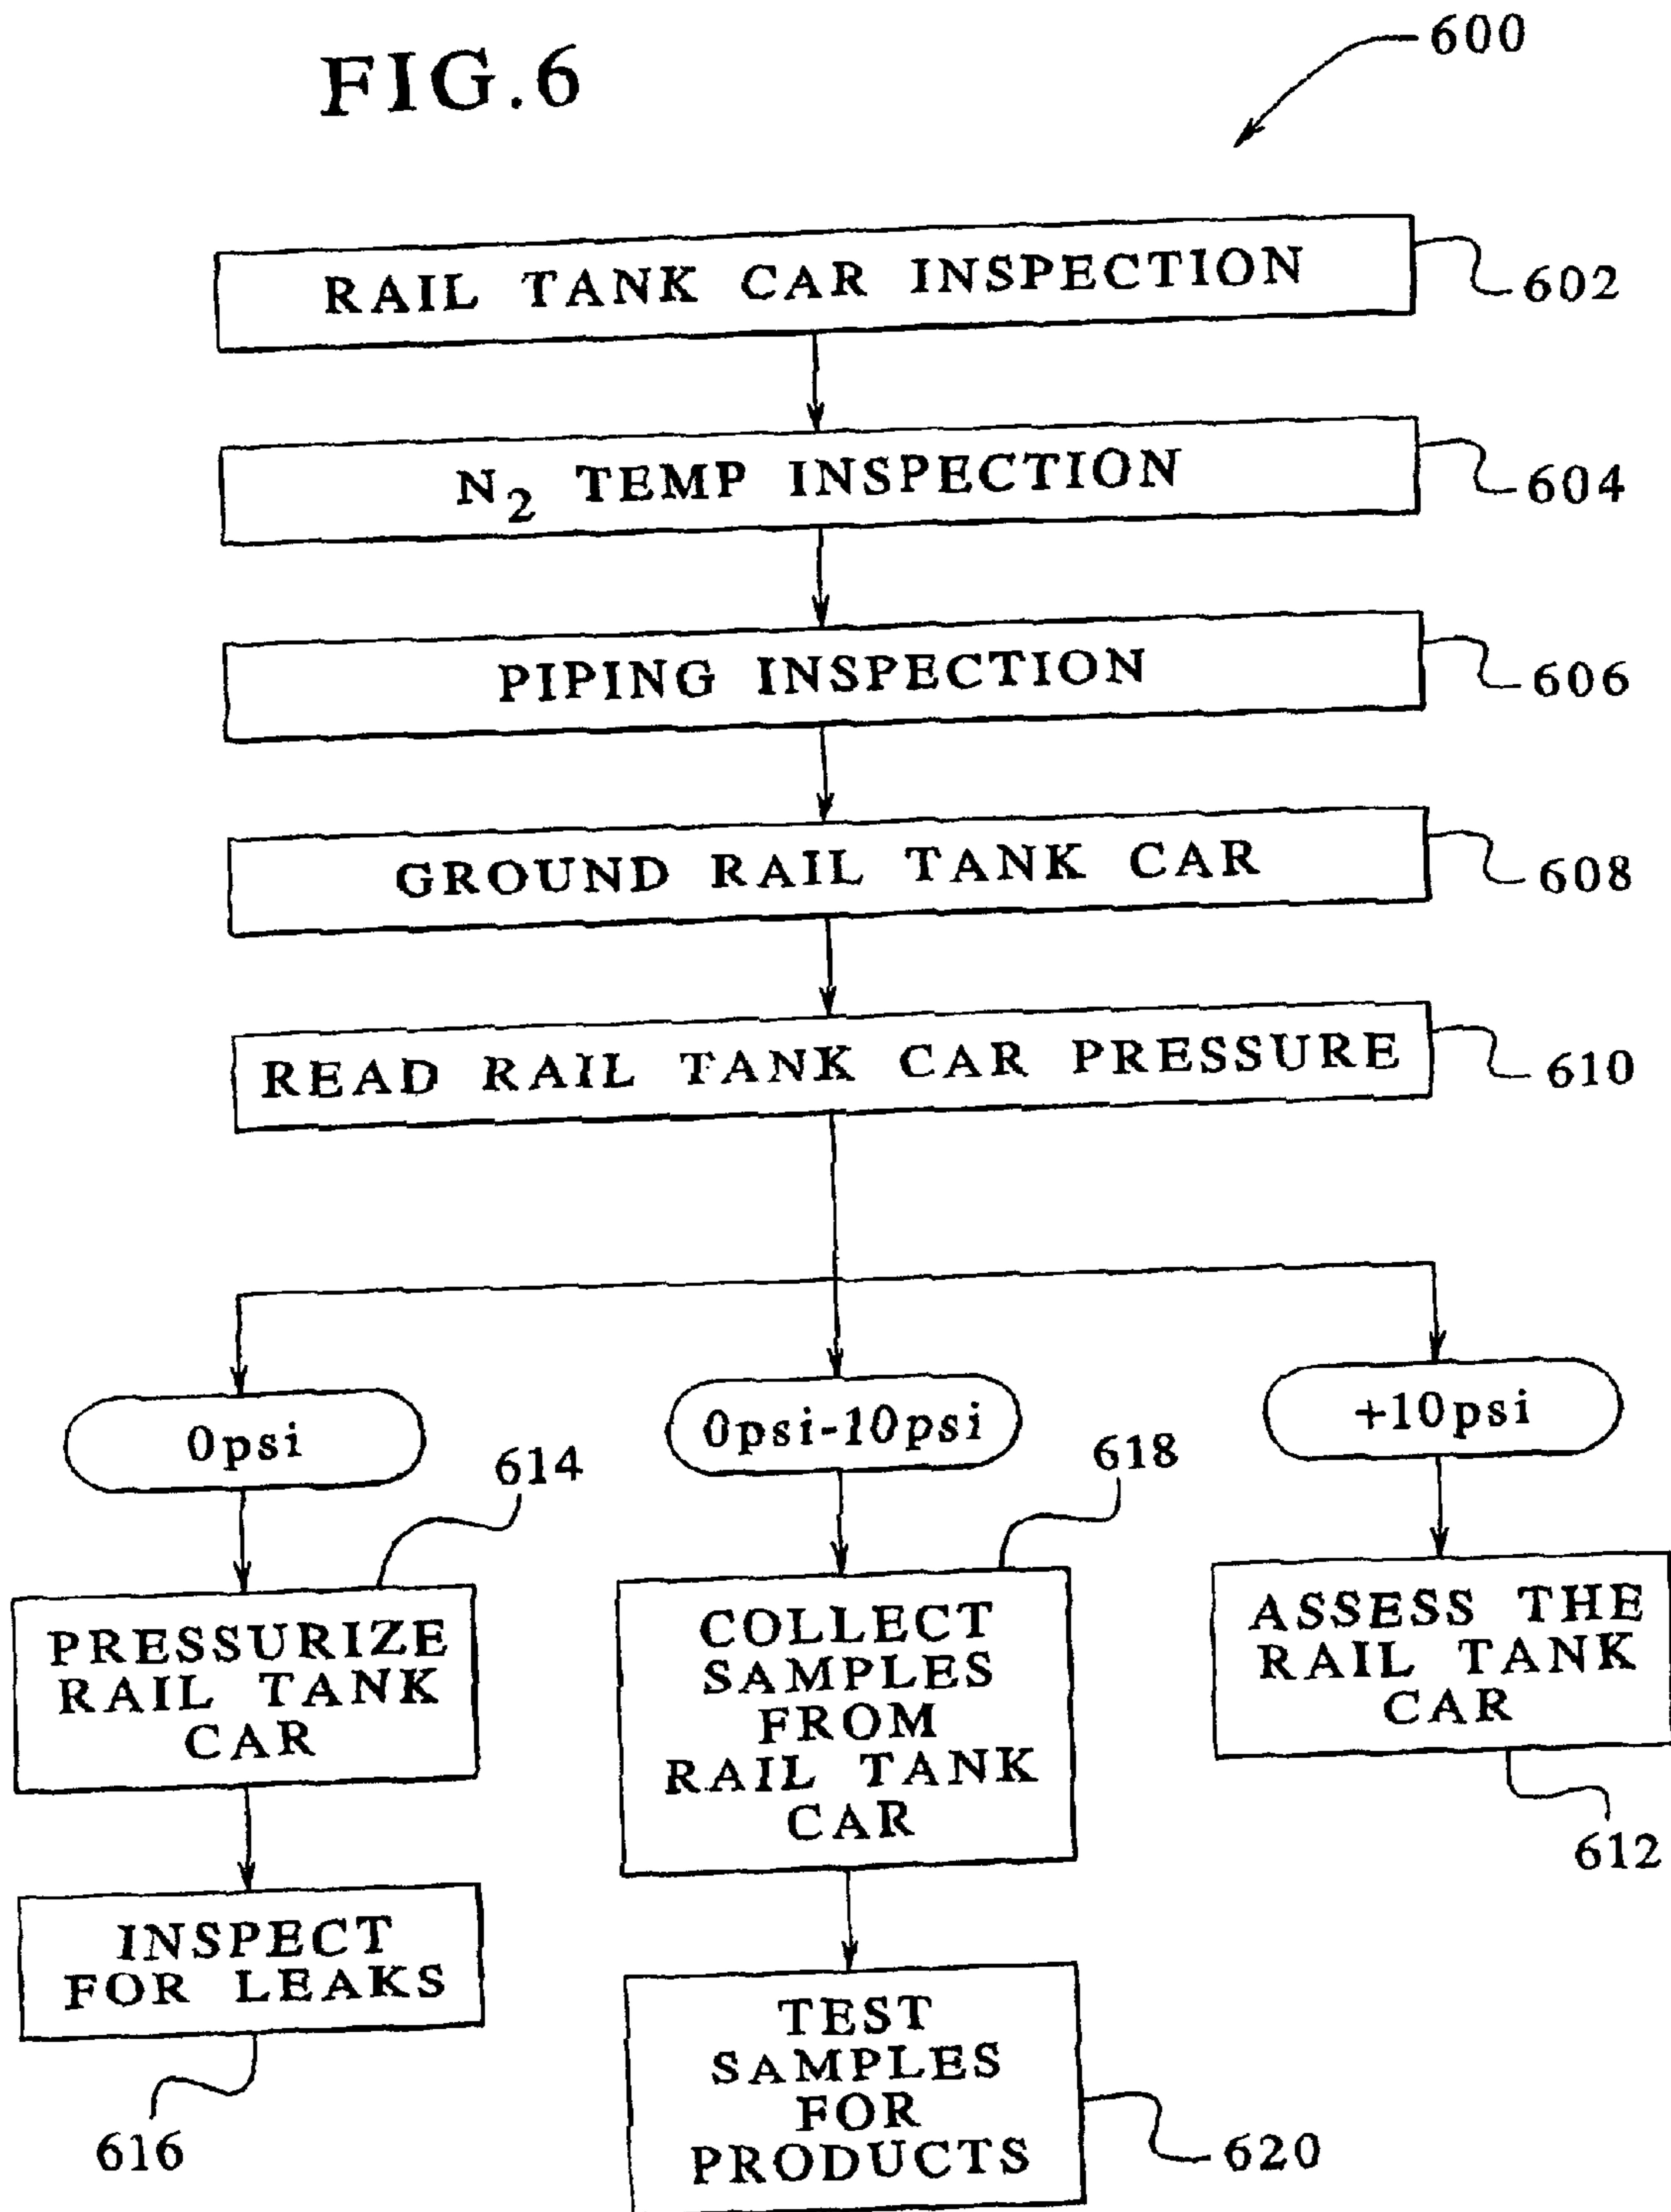 FIG.6
600
RAIL TANK CAR INSPECTION
602
N₂ TEMP INSPECTION
604
PIPING INSPECTION
606
GROUND RAIL TANK CAR
608
READ RAIL TANK CAR PRESSURE
610
0psi
0psi-10psi
+10psi
614
618
PRESSURIZE
RAIL TANK
CAR
COLLECT
SAMPLES
FROM
RAIL TANK
CAR
ASSESS THE
RAIL TANK
CAR
612
INSPECT
FOR LEAKS
616
TEST
SAMPLES
FOR
PRODUCTS
620